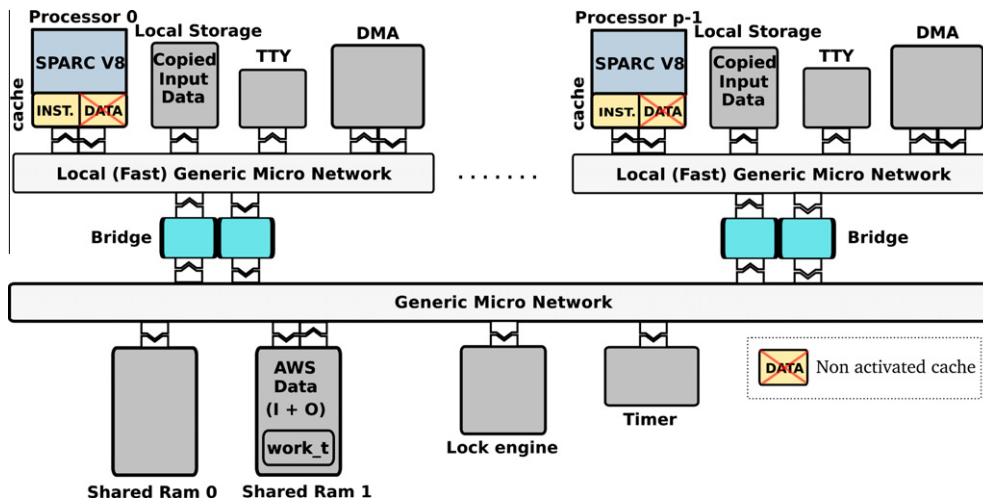 Processor 0
Local Storage
TTY
DMA
cache
SPARC V8
INST.
DATA
Copied
Input
Data
Local (Fast) Generic Micro Network
Bridge
. . . . . . .
Processor p-1
Local Storage
TTY
DMA
cache
SPARC V8
INST.
DATA
Copied
Input
Data
Local (Fast) Generic Micro Network
Bridge
Generic Micro Network
Shared Ram 0
AWS
Data
(I + O)
work_t
Shared Ram 1
Lock engine
Timer
DATA
Non activated cache